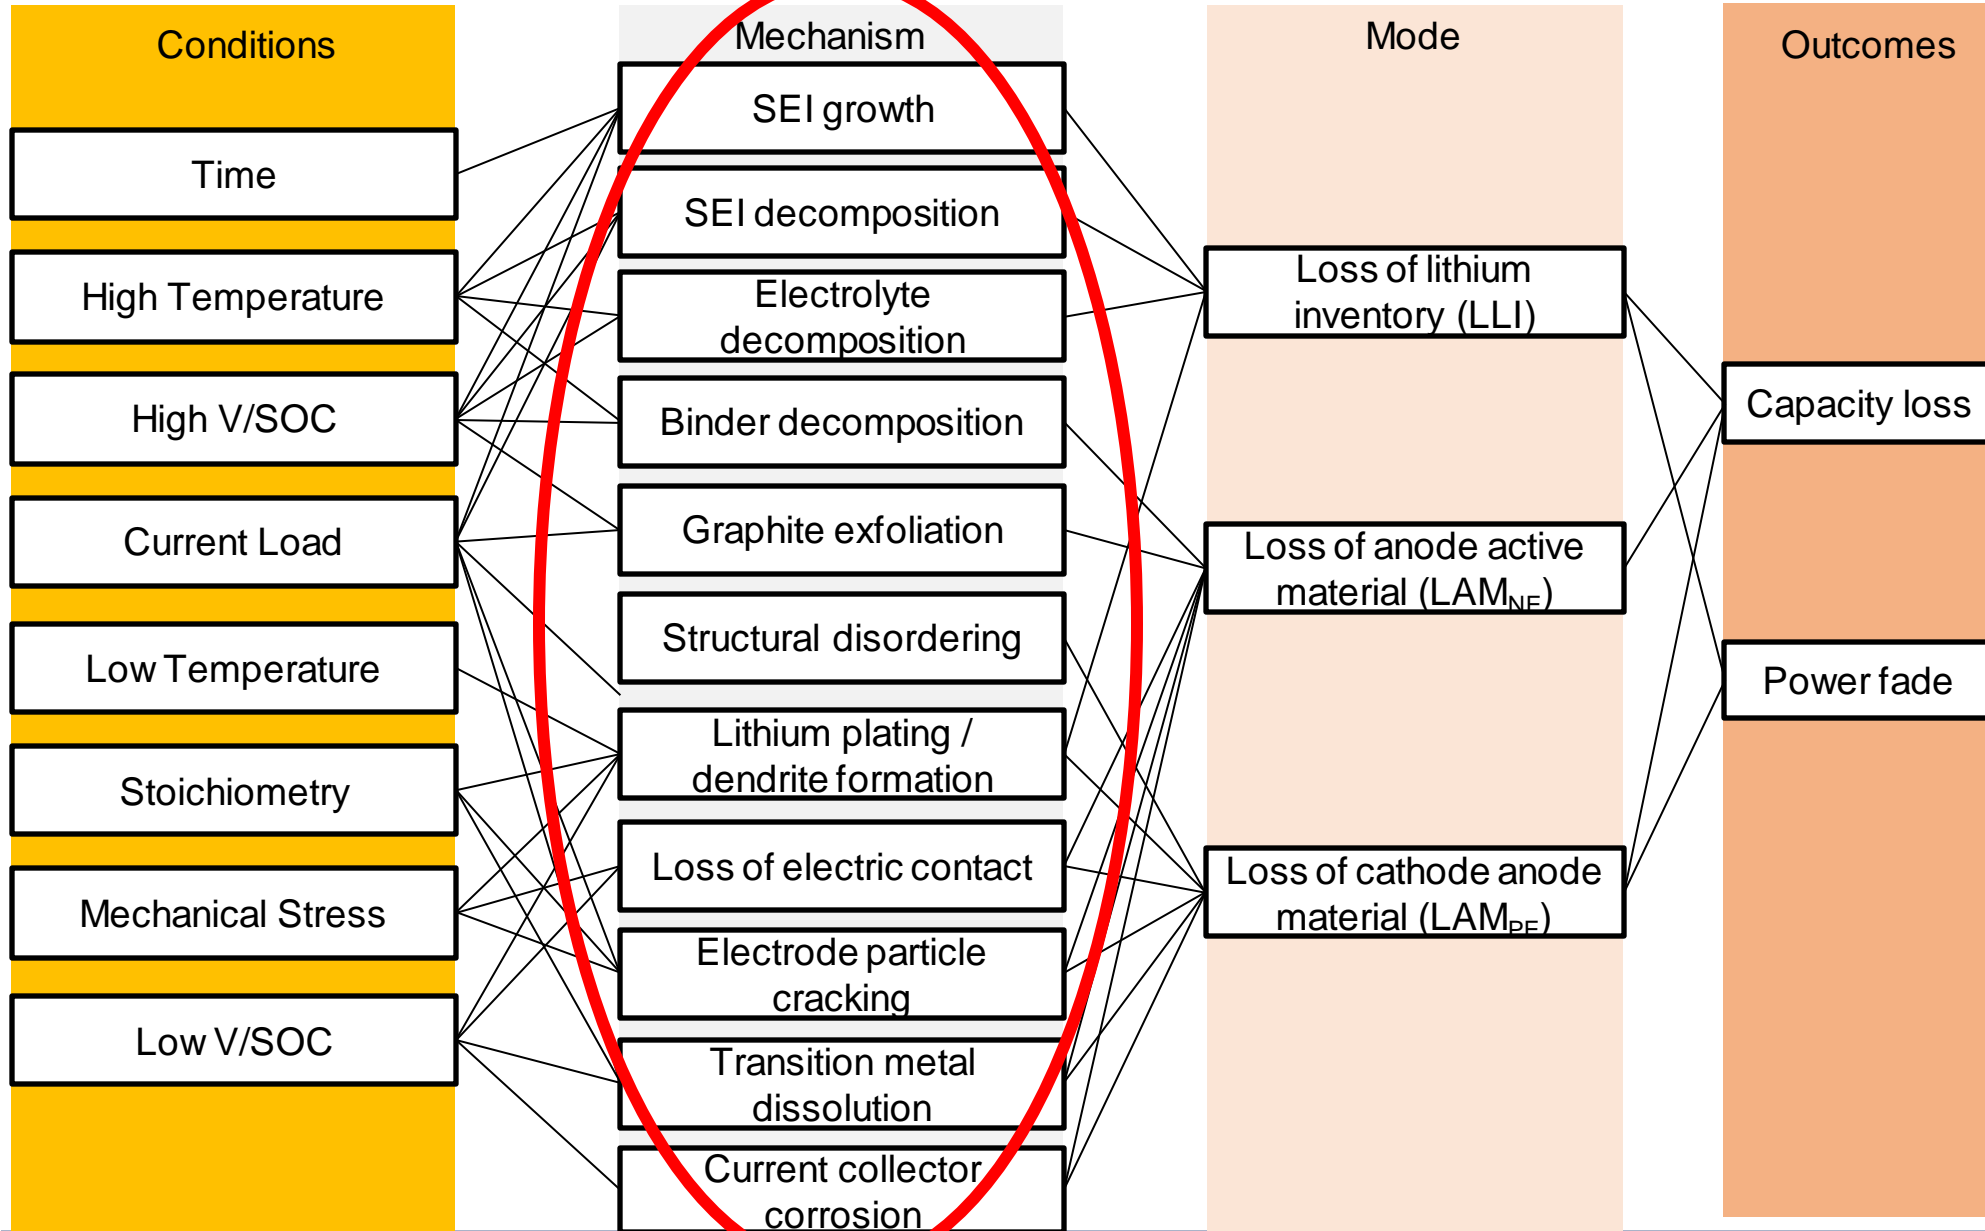 Conditions
Time
High Temperature
High V/SOC
Current Load
Low Temperature
Stoichiometry
Mechanical Stress
Low V/SOC
Mechanism
SEI growth
SEI decomposition
Electrolyte
decomposition
Binder decomposition
Graphite exfoliation
Structural disordering
Lithium plating /
dendrite formation
Loss of electric contact
Electrode particle
cracking
Transition metal
dissolution
Current collector
corrosion
Mode
Loss of lithium
inventory (LLI)
Loss of anode active
material (LAM_NE)
Loss of cathode anode
material (LAM_PE)
Outcomes
Capacity loss
Power fade